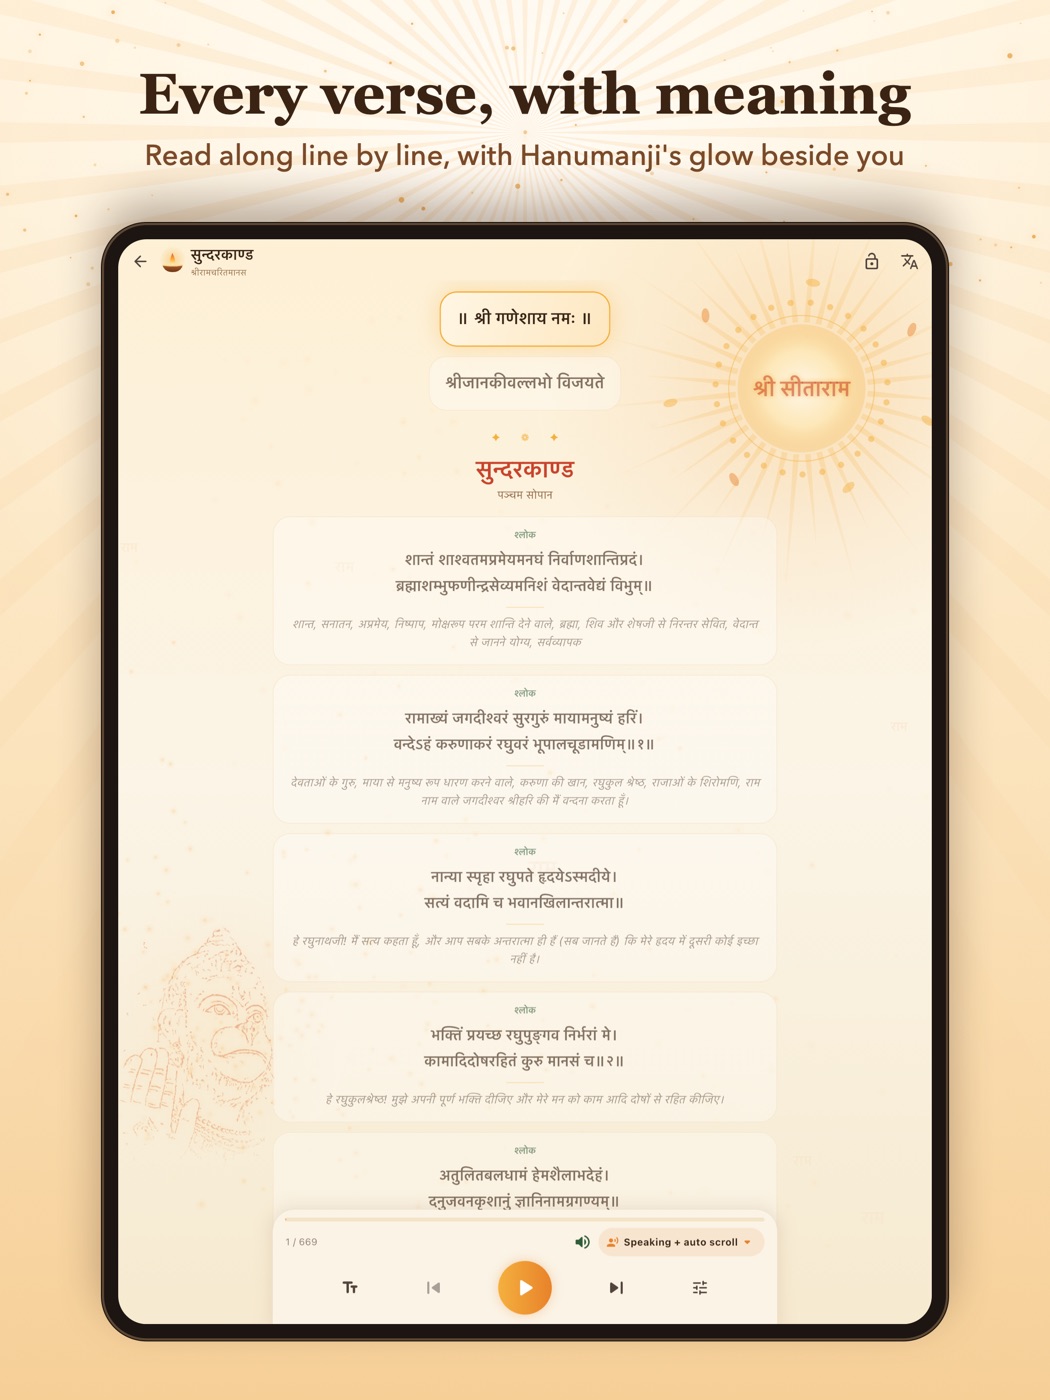 Every verse, with meaning
Read along line by line, with Hanumanji's glow beside you
सुन्दरकाण्ड
श्रीरामचरितमानस
॥ श्री गणेशाय नमः ॥
श्रीजानकीवल्लभो विजयते
श्री सीताराम
सुन्दरकाण्ड
पञ्चम सोपान
श्लोक
शान्तं शाश्वतमप्रमेयमनघं निर्वाणशान्तिप्रदं।
ब्रह्माशम्भुफणीन्द्रसेव्यमनिशं वेदान्तवेद्यं विभुम्॥
शान्त, सनातन, अप्रमेय, निष्पाप, मोक्षरूप परम शान्ति देने वाले, ब्रह्मा, शिव और शेषजी से निरन्तर सेवित, वेदान्त
से जानने योग्य, सर्वव्यापक
श्लोक
रामाख्यं जगदीश्वरं सुरगुरुं मायामनुष्यं हरिं।
वन्देऽहं करुणाकरं रघुवरं भूपालचूडामणिम्॥१॥
देवताओं के गुरु, माया से मनुष्य रूप धारण करने वाले, करुणा की खान, रघुकुल श्रेष्ठ, राजाओं के शिरोमणि, राम
नाम वाले जगदीश्वर श्रीहरि की मैं वन्दना करता हूँ।
श्लोक
नान्या स्पृहा रघुपते हृदयेऽस्मदीये।
सत्यं वदामि च भवानखिलान्तरात्मा॥
हे रघुनाथजी! मैं सत्य कहता हूँ, और आप सबके अन्तरात्मा ही हैं (सब जानते हैं) कि मेरे हृदय में दूसरी कोई इच्छा
नहीं है।
श्लोक
भक्तिं प्रयच्छ रघुपुङ्गव निर्भरां मे।
कामादिदोषरहितं कुरु मानसं च॥२॥
हे रघुकुलश्रेष्ठ! मुझे अपनी पूर्ण भक्ति दीजिए और मेरे मन को काम आदि दोषों से रहित कीजिए।
श्लोक
अतुलितबलधामं हेमशैलाभदेहं।
दनुजवनकृशानुं ज्ञानिनामग्रगण्यम्॥
1 / 669
Speaking + auto scroll
राम
राम
राम